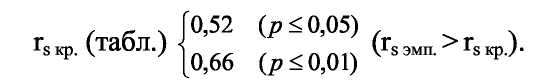 r_s кр. (табл.) {0,52 (p ≤ 0,05)
0,66 (p ≤ 0,01) (r_s эмп. > r_s кр.).